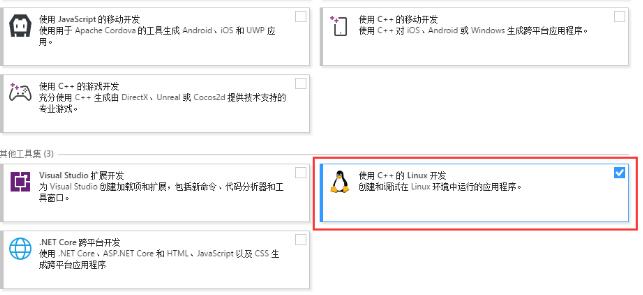 使用 JavaScript 的移动开发
使用用于 Apache Cordova 的工具生成 Android、iOS 和 UWP 应
用。
使用 C++ 的移动开发
使用 C++ 对 iOS、Android 或 Windows 生成跨平台应用程序。
使用 C++ 的游戏开发
充分使用 C++ 生成由 DirectX、Unreal 或 Cocos2d 提供技术支持的
专业游戏。
其他工具集 (3)
Visual Studio 扩展开发
为 Visual Studio 创建加载项和扩展，包括新命令、代码分析器和工
具窗口。
使用 C++ 的 Linux 开发
创建和调试在 Linux 环境中运行的应用程序。
.NET Core 跨平台开发
使用 .NET Core、ASP.NET Core 和 HTML、JavaScript 以及 CSS 生
成跨平台应用程序